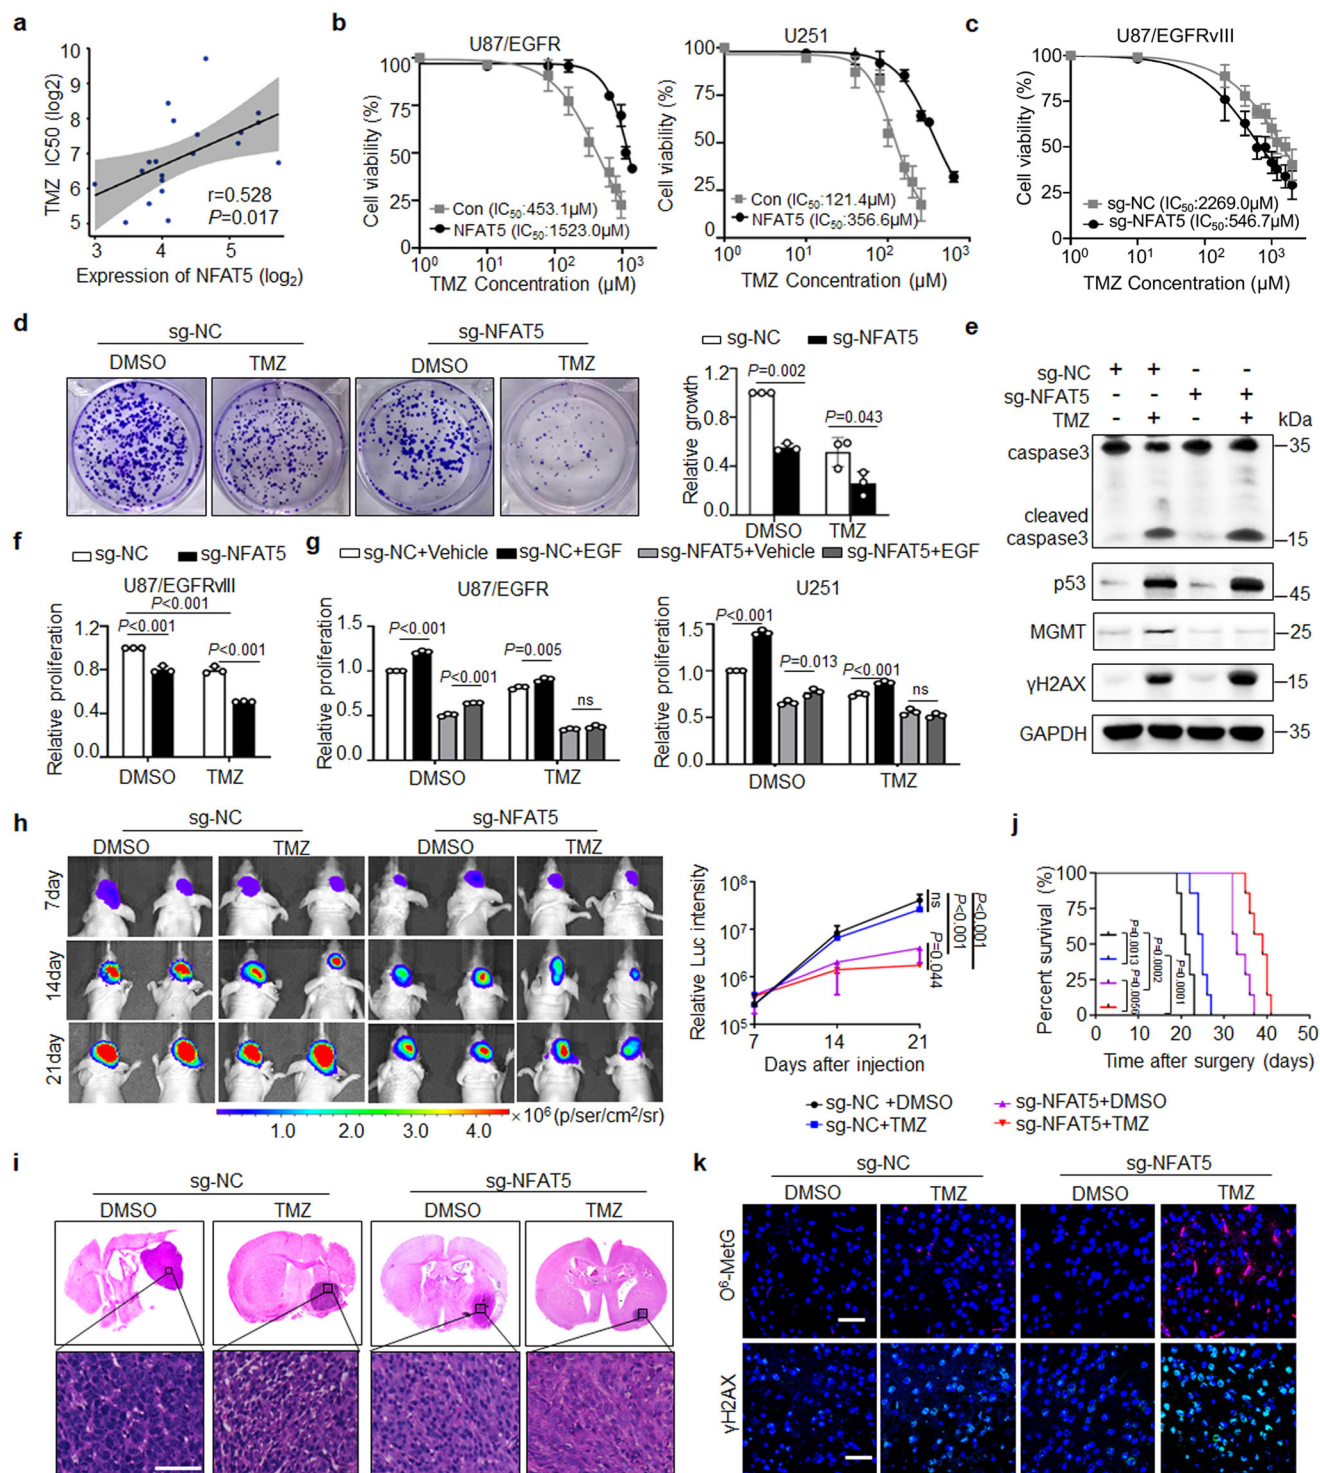 a
TMZ IC50 (log2)
10
9
8
7
6
5
3
4
5
r=0.528
P=0.017
Expression of NFAT5 (log2)
b
U87/EGFR
Cell viability (%)
100
75
50
25
0
Con (IC50:453.1μM)
NFAT5 (IC50:1523.0μM)
10^0
10^1
10^2
10^3
TMZ Concentration (μM)
U251
Cell viability (%)
100
75
50
25
0
Con (IC50:121.4μM)
NFAT5 (IC50:356.6μM)
10^0
10^1
10^2
10^3
TMZ Concentration (μM)
c
U87/EGFRvIII
Cell viability (%)
100
75
50
25
0
sg-NC (IC50:2269.0μM)
sg-NFAT5 (IC50:546.7μM)
10^0
10^1
10^2
10^3
TMZ Concentration (μM)
d
sg-NC
sg-NFAT5
DMSO
TMZ
DMSO
TMZ
sg-NC
sg-NFAT5
Relative growth
1.2
0.8
0.4
0.0
P=0.002
P=0.043
DMSO
TMZ
e
sg-NC + + - -
sg-NFAT5 - - + +
TMZ - + - +
kDa
caspase3
35
cleaved
caspase3
15
p53
45
MGMT
25
γH2AX
15
GAPDH
35
f
sg-NC
sg-NFAT5
U87/EGFRvIII
P<0.001
P<0.001
P<0.001
Relative proliferation
1.2
0.8
0.4
0.0
DMSO
TMZ
g
sg-NC+Vehicle
sg-NC+EGF
sg-NFAT5+Vehicle
sg-NFAT5+EGF
U87/EGFR
Relative proliferation
1.5
1.0
0.5
0.0
P<0.001
P<0.001
P=0.005
ns
DMSO
TMZ
U251
Relative proliferation
1.5
1.0
0.5
0.0
P<0.001
P=0.013
P<0.001
ns
DMSO
TMZ
h
sg-NC
sg-NFAT5
DMSO
TMZ
DMSO
TMZ
7day
14day
21day
1.0
2.0
3.0
4.0
×10^6 (p/ser/cm^2/sr)
Relative Luc intensity
10^8
10^7
10^6
10^5
7
14
21
Days after injection
ns
P<0.001
P=0.044
P<0.001
j
Percent survival (%)
100
75
50
25
0
P=0.0013
P=0.0056
P=0.0002
P=0.0001
0
10
20
30
40
50
Time after surgery (days)
sg-NC +DMSO
sg-NC+TMZ
sg-NFAT5+DMSO
sg-NFAT5+TMZ
i
sg-NC
sg-NFAT5
DMSO
TMZ
DMSO
TMZ
k
sg-NC
sg-NFAT5
DMSO
TMZ
DMSO
TMZ
O^6-MetG
γH2AX